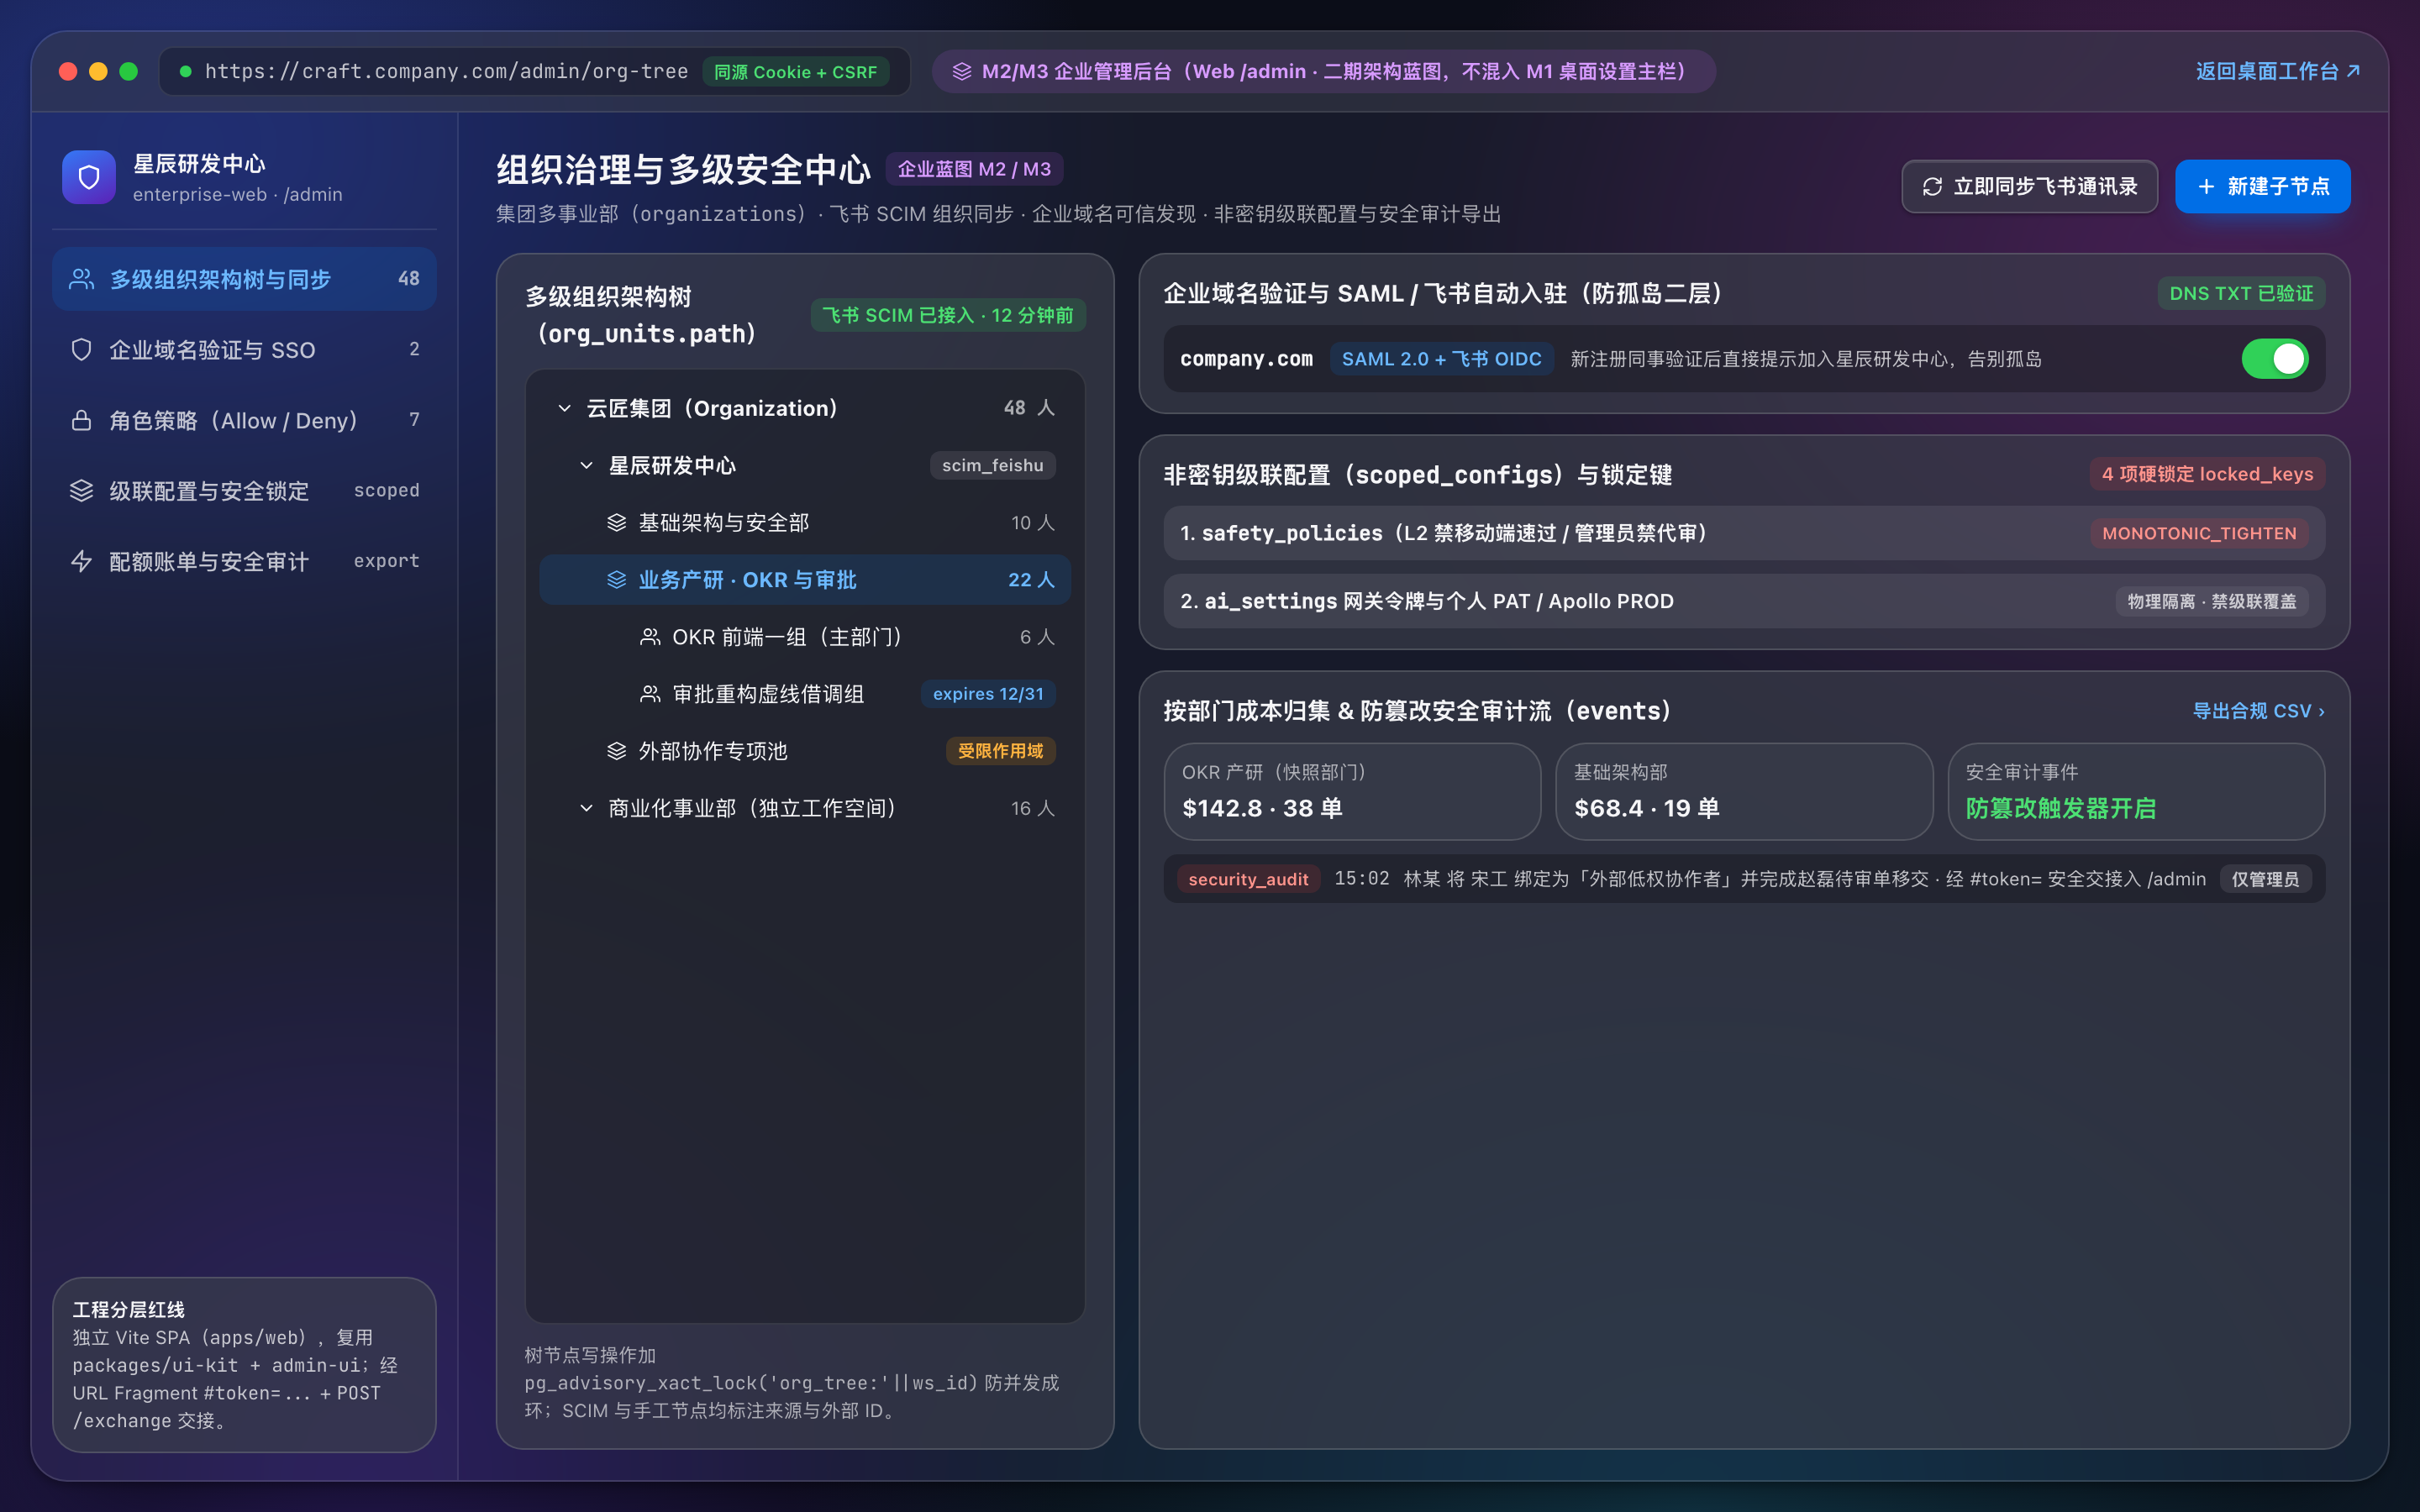 https://craft.company.com/admin/org-tree
同源 Cookie + CSRF
M2/M3 企业管理后台（Web /admin · 二期架构蓝图，不混入 M1 桌面设置主栏）
返回桌面工作台 ↗
星辰研发中心
enterprise-web · /admin
多级组织架构树与同步 48
企业域名验证与 SSO 2
角色策略（Allow / Deny） 7
级联配置与安全锁定 scoped
配额账单与安全审计 export
工程分层红线
独立 Vite SPA（apps/web），复用
packages/ui-kit + admin-ui；经
URL Fragment #token=... + POST
/exchange 交接。
组织治理与多级安全中心 企业蓝图 M2 / M3
集团多事业部（organizations）· 飞书 SCIM 组织同步 · 企业域名可信发现 · 非密钥级联配置与安全审计导出
立即同步飞书通讯录
+ 新建子节点
多级组织架构树
（org_units.path）
飞书 SCIM 已接入 · 12 分钟前
云匠集团（Organization） 48 人
星辰研发中心 scim_feishu
基础架构与安全部 10 人
业务产研 · OKR 与审批 22 人
OKR 前端一组（主部门） 6 人
审批重构虚线借调组 expires 12/31
外部协作专项池 受限作用域
商业化事业部（独立工作空间） 16 人
树节点写操作加
pg_advisory_xact_lock('org_tree:'||ws_id) 防并发成
环；SCIM 与手工节点均标注来源与外部 ID。
企业域名验证与 SAML / 飞书自动入驻（防孤岛二层） DNS TXT 已验证
company.com SAML 2.0 + 飞书 OIDC 新注册同事验证后直接提示加入星辰研发中心，告别孤岛
非密钥级联配置（scoped_configs）与锁定键 4 项硬锁定 locked_keys
1. safety_policies（L2 禁移动端速过 / 管理员禁代审） MONOTONIC_TIGHTEN
2. ai_settings 网关令牌与个人 PAT / Apollo PROD 物理隔离 · 禁级联覆盖
按部门成本归集 & 防篡改安全审计流（events） 导出合规 CSV ›
OKR 产研（快照部门）
$142.8 · 38 单
基础架构部
$68.4 · 19 单
安全审计事件
防篡改触发器开启
security_audit 15:02 林某 将 宋工 绑定为「外部低权协作者」并完成赵磊待审单移交 · 经 #token= 安全交接入 /admin 仅管理员